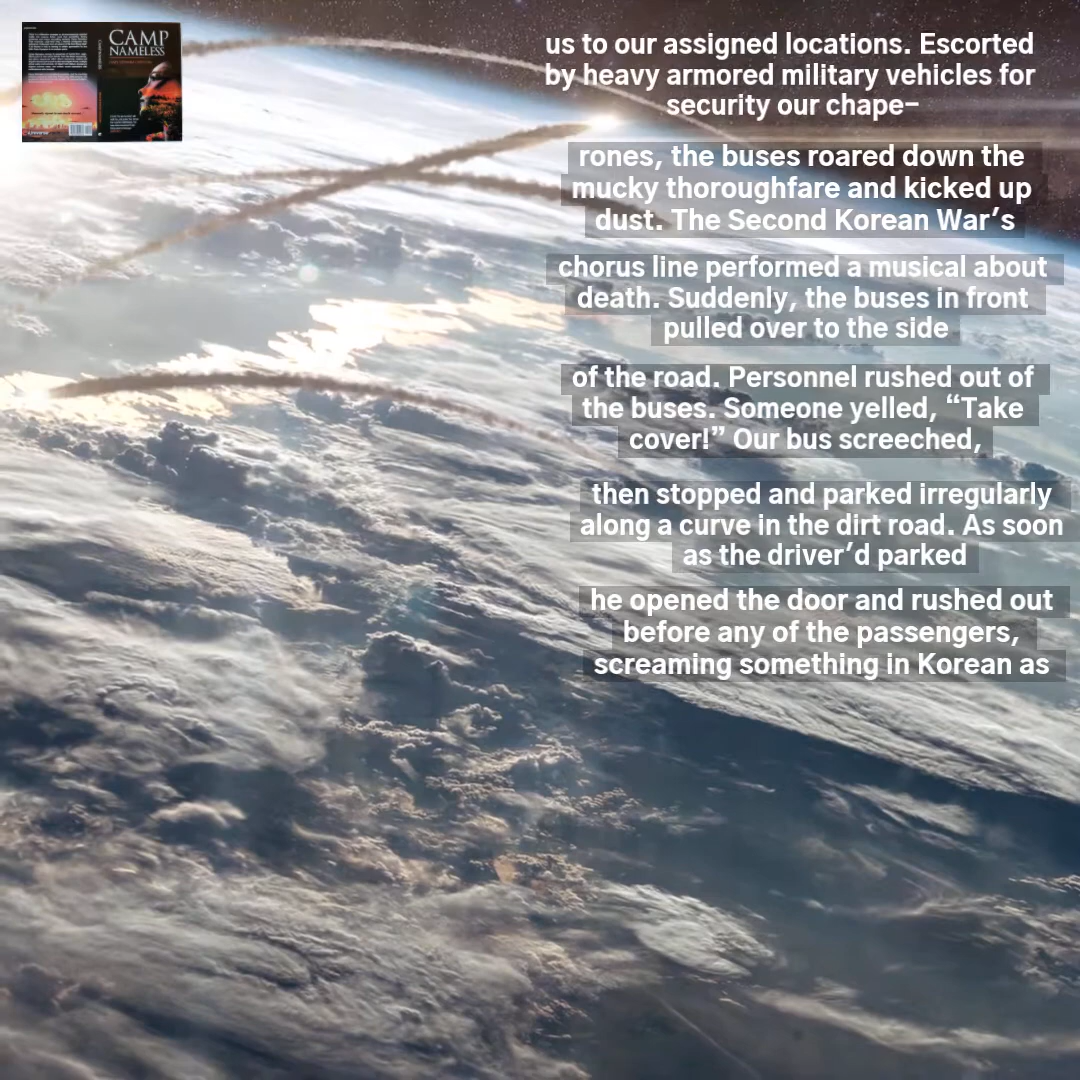 CAMP
NAMELESS
us to our assigned locations. Escorted
by heavy armored military vehicles for
security our chape-
rones, the buses roared down the
mucky thoroughfare and kicked up
dust. The Second Korean War’s
chorus line performed a musical about
death. Suddenly, the buses in front
pulled over to the side
of the road. Personnel rushed out of
the buses. Someone yelled, “Take
cover!” Our bus screeched,
then stopped and parked irregularly
along a curve in the dirt road. As soon
as the driver’d parked
he opened the door and rushed out
before any of the passengers,
screaming something in Korean as